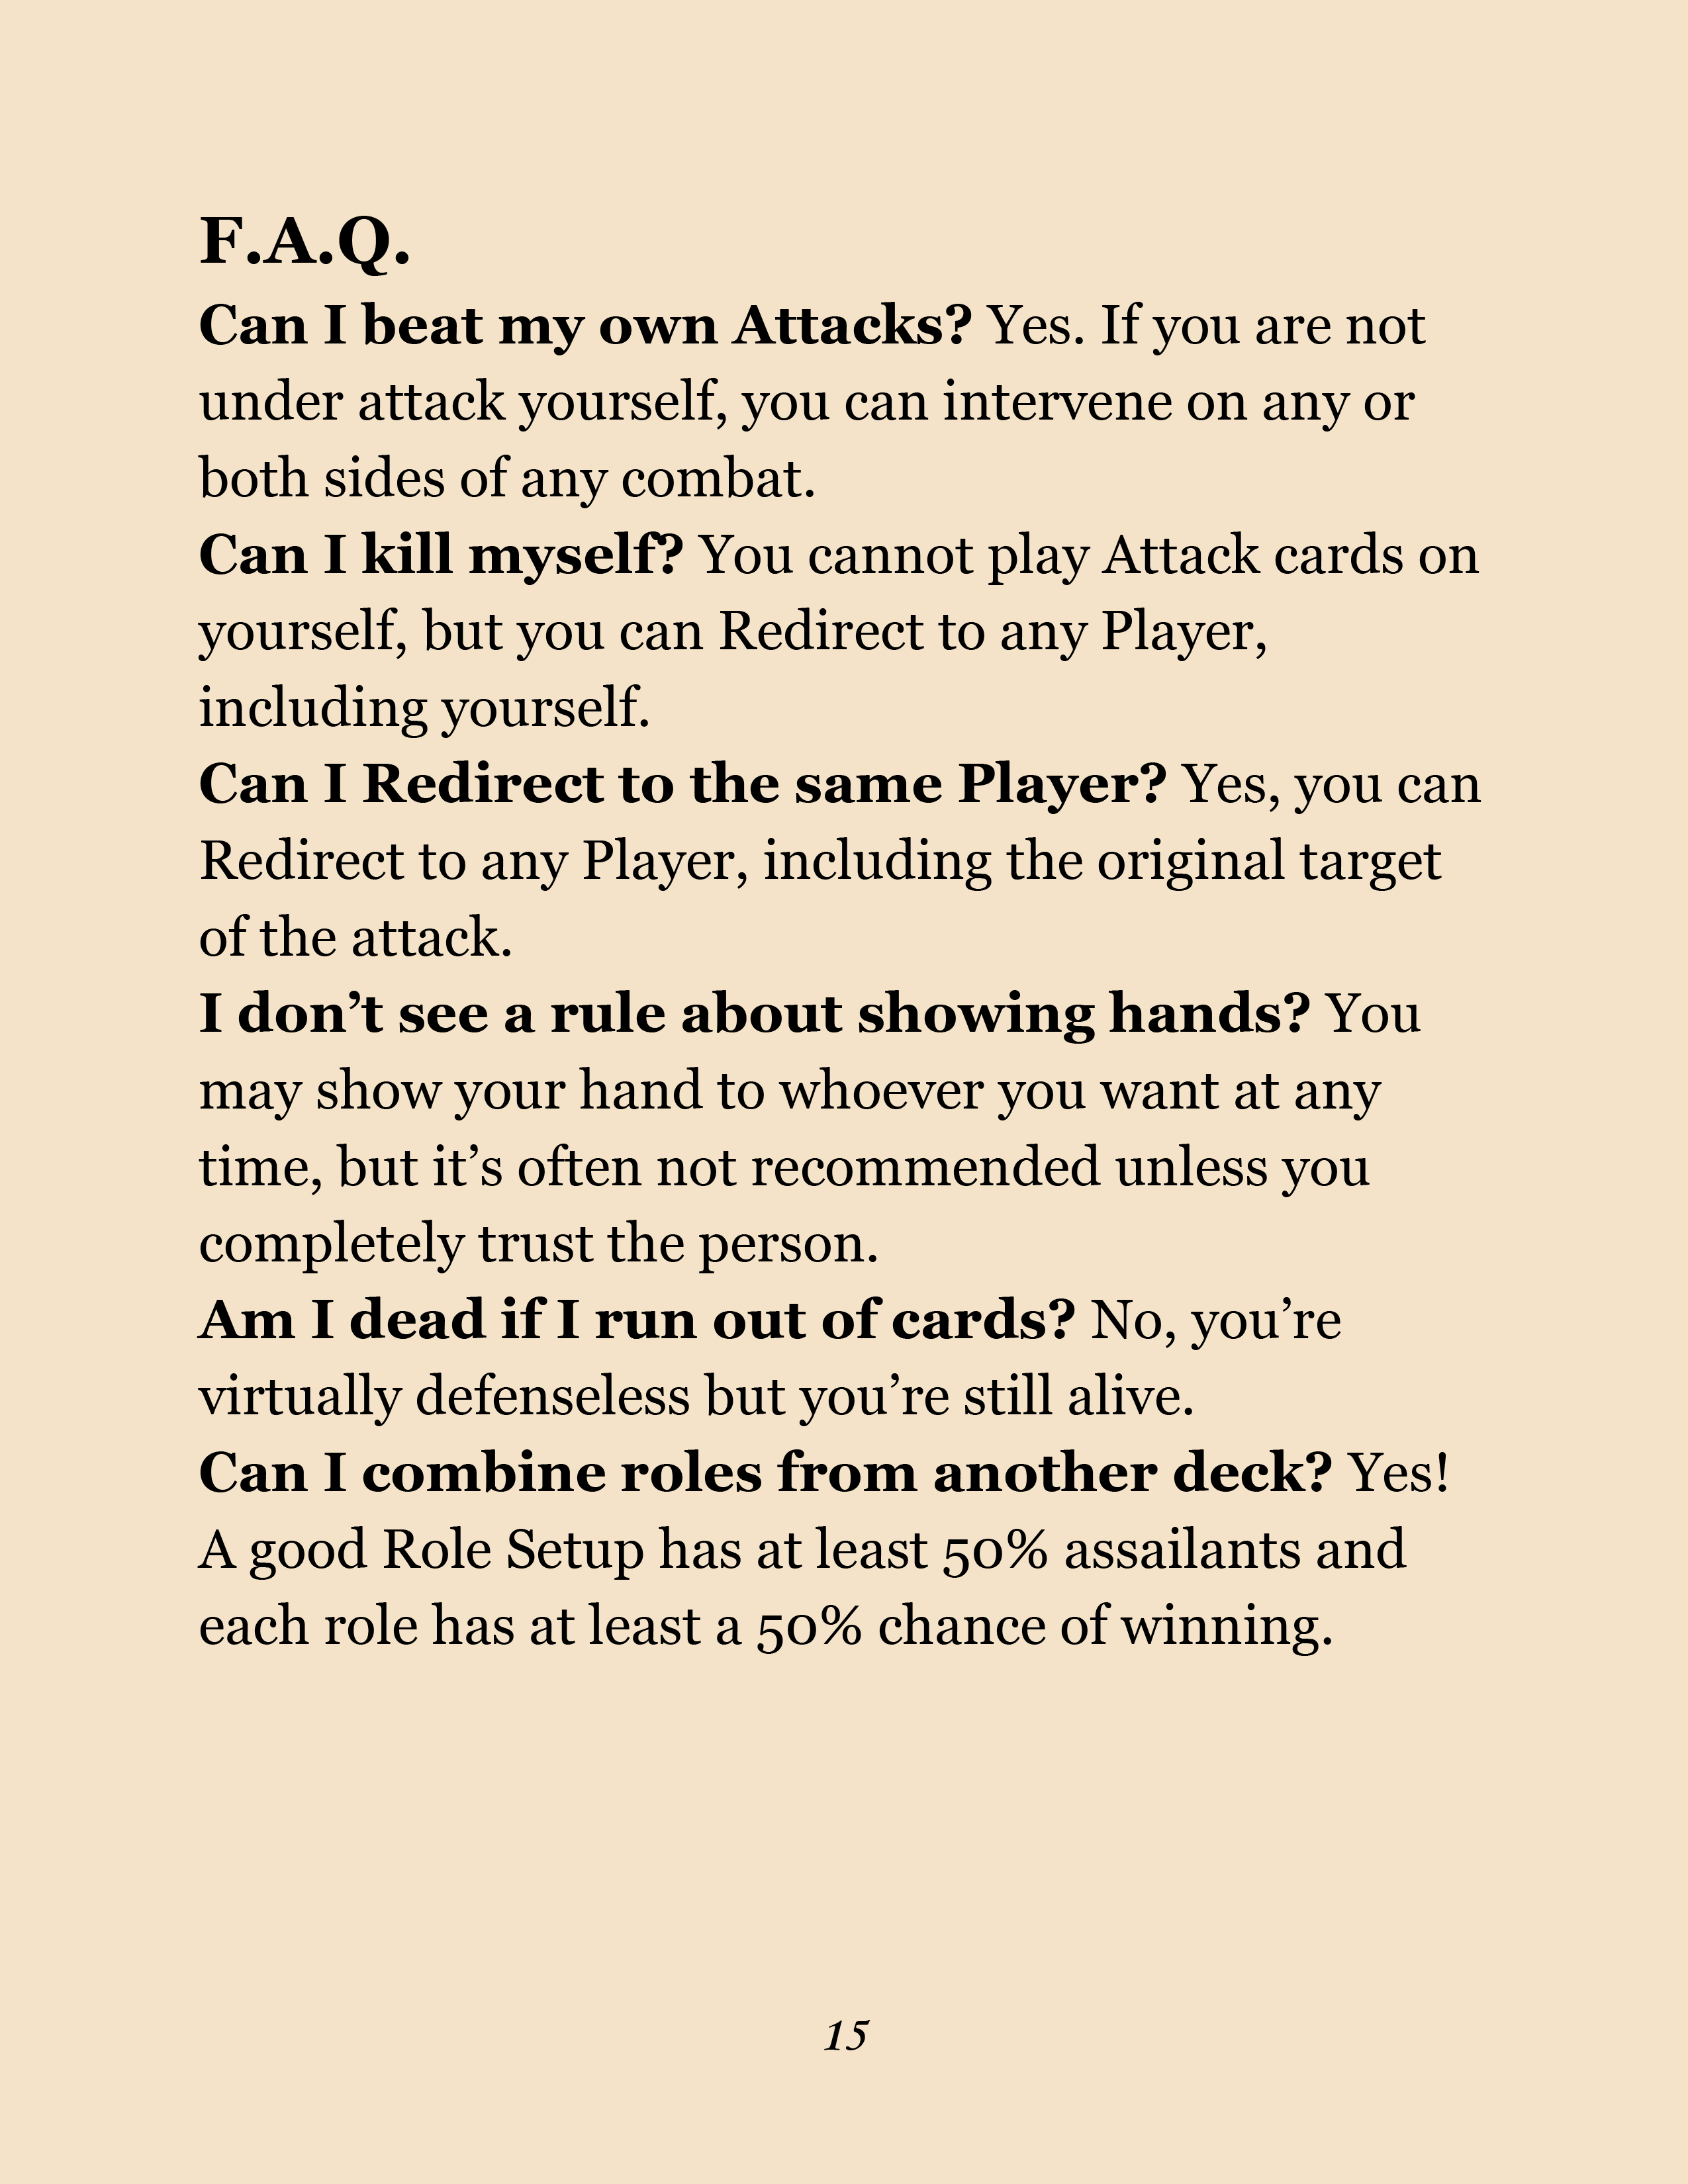 F.A.Q.
Can I beat my own Attacks? Yes. If you are not
under attack yourself, you can intervene on any or
both sides of any combat.
Can I kill myself? You cannot play Attack cards on
yourself, but you can Redirect to any Player,
including yourself.
Can I Redirect to the same Player? Yes, you can
Redirect to any Player, including the original target
of the attack.
I don’t see a rule about showing hands? You
may show your hand to whoever you want at any
time, but it’s often not recommended unless you
completely trust the person.
Am I dead if I run out of cards? No, you’re
virtually defenseless but you’re still alive.
Can I combine roles from another deck? Yes!
A good Role Setup has at least 50% assailants and
each role has at least a 50% chance of winning.
15